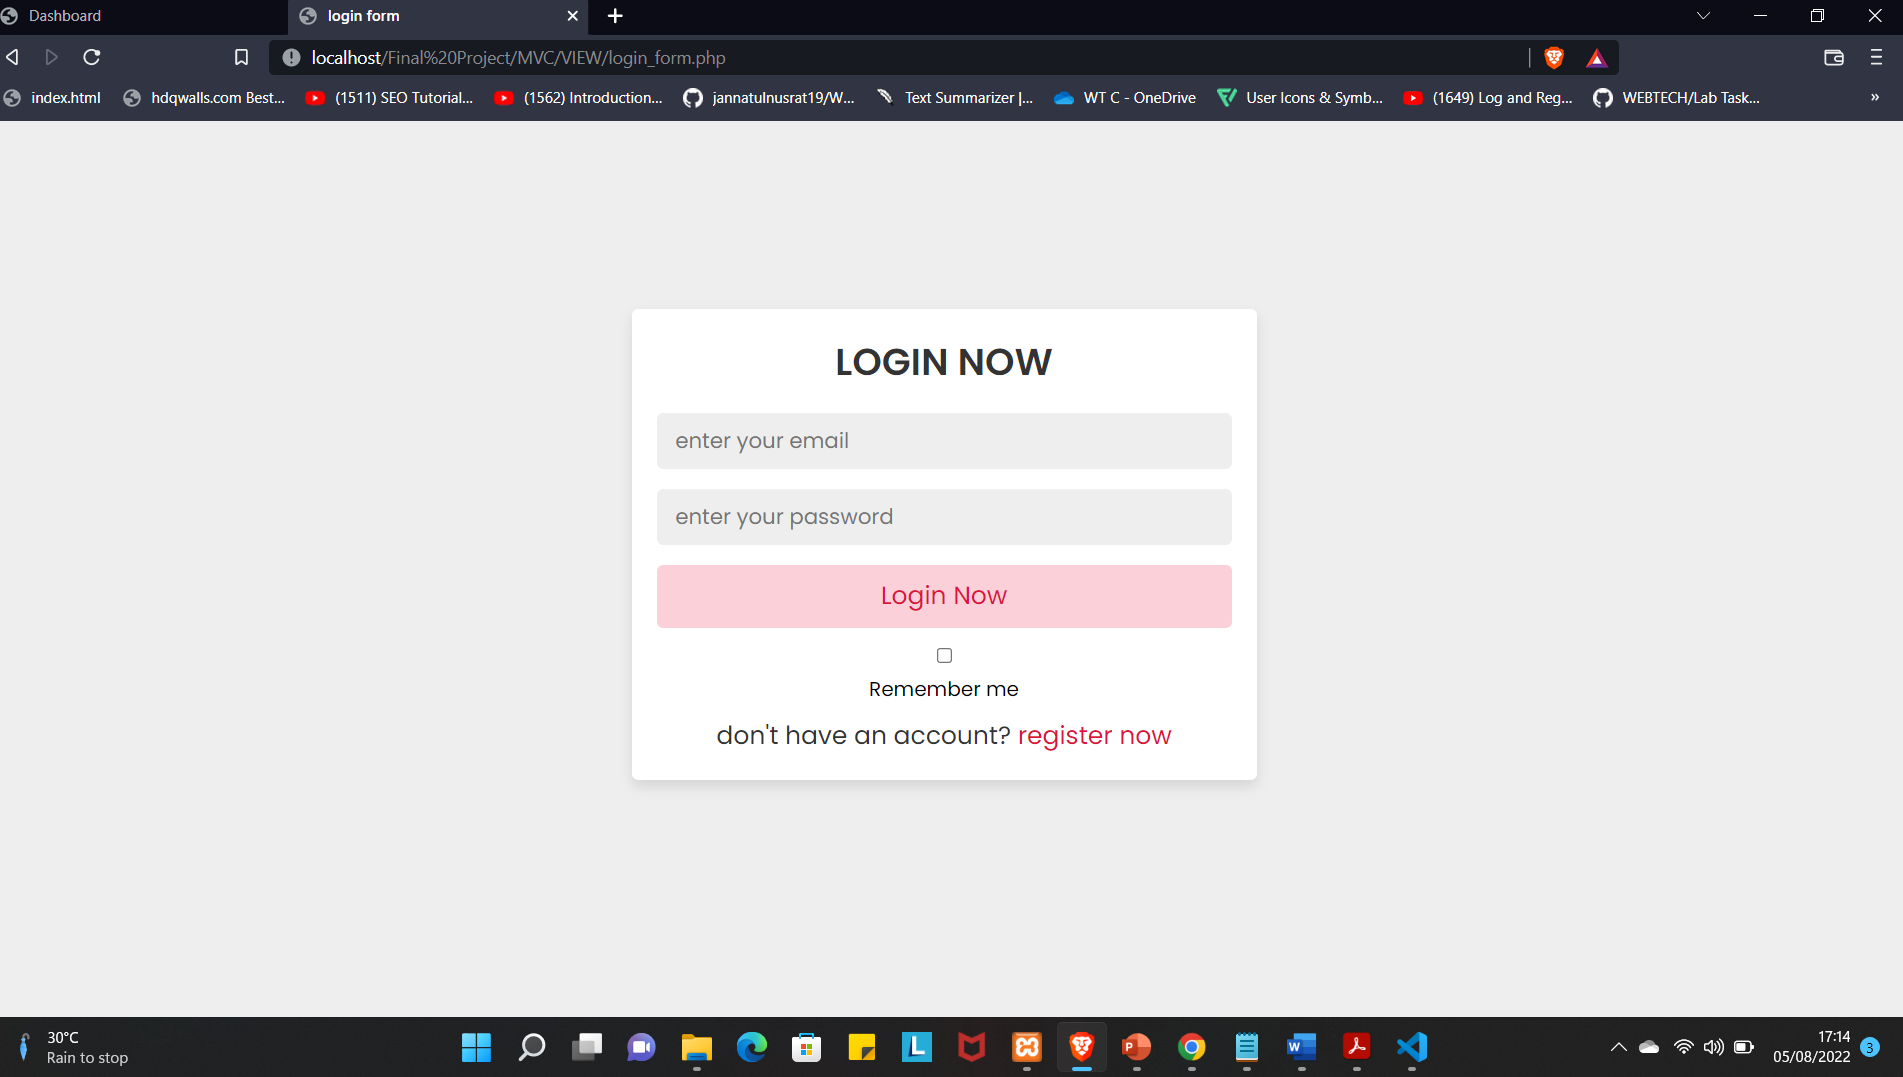 Dashboard
login form
localhost/Final%20Project/MVC/VIEW/login_form.php
index.html
hdqwalls.com Best...
(1511) SEO Tutorial...
(1562) Introduction...
jannatulnusrat19/W...
Text Summarizer |...
WT C - OneDrive
User Icons & Symb...
(1649) Log and Reg...
WEBTECH/Lab Task...
»
LOGIN NOW
enter your email
enter your password
Login Now
Remember me
don't have an account? register now
30°C
Rain to stop
L
P
W
17:14
05/08/2022
3